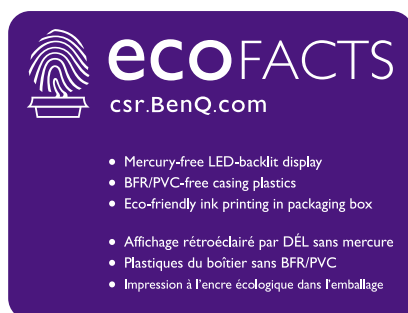 ecoFACTS
csr.BenQ.com
• Mercury-free LED-backlit display
• BFR/PVC-free casing plastics
• Eco-friendly ink printing in packaging box
• Affichage rétroéclairé par DÉL sans mercure
• Plastiques du boîtier sans BFR/PVC
• Impression à l'encre écologique dans l'emballage